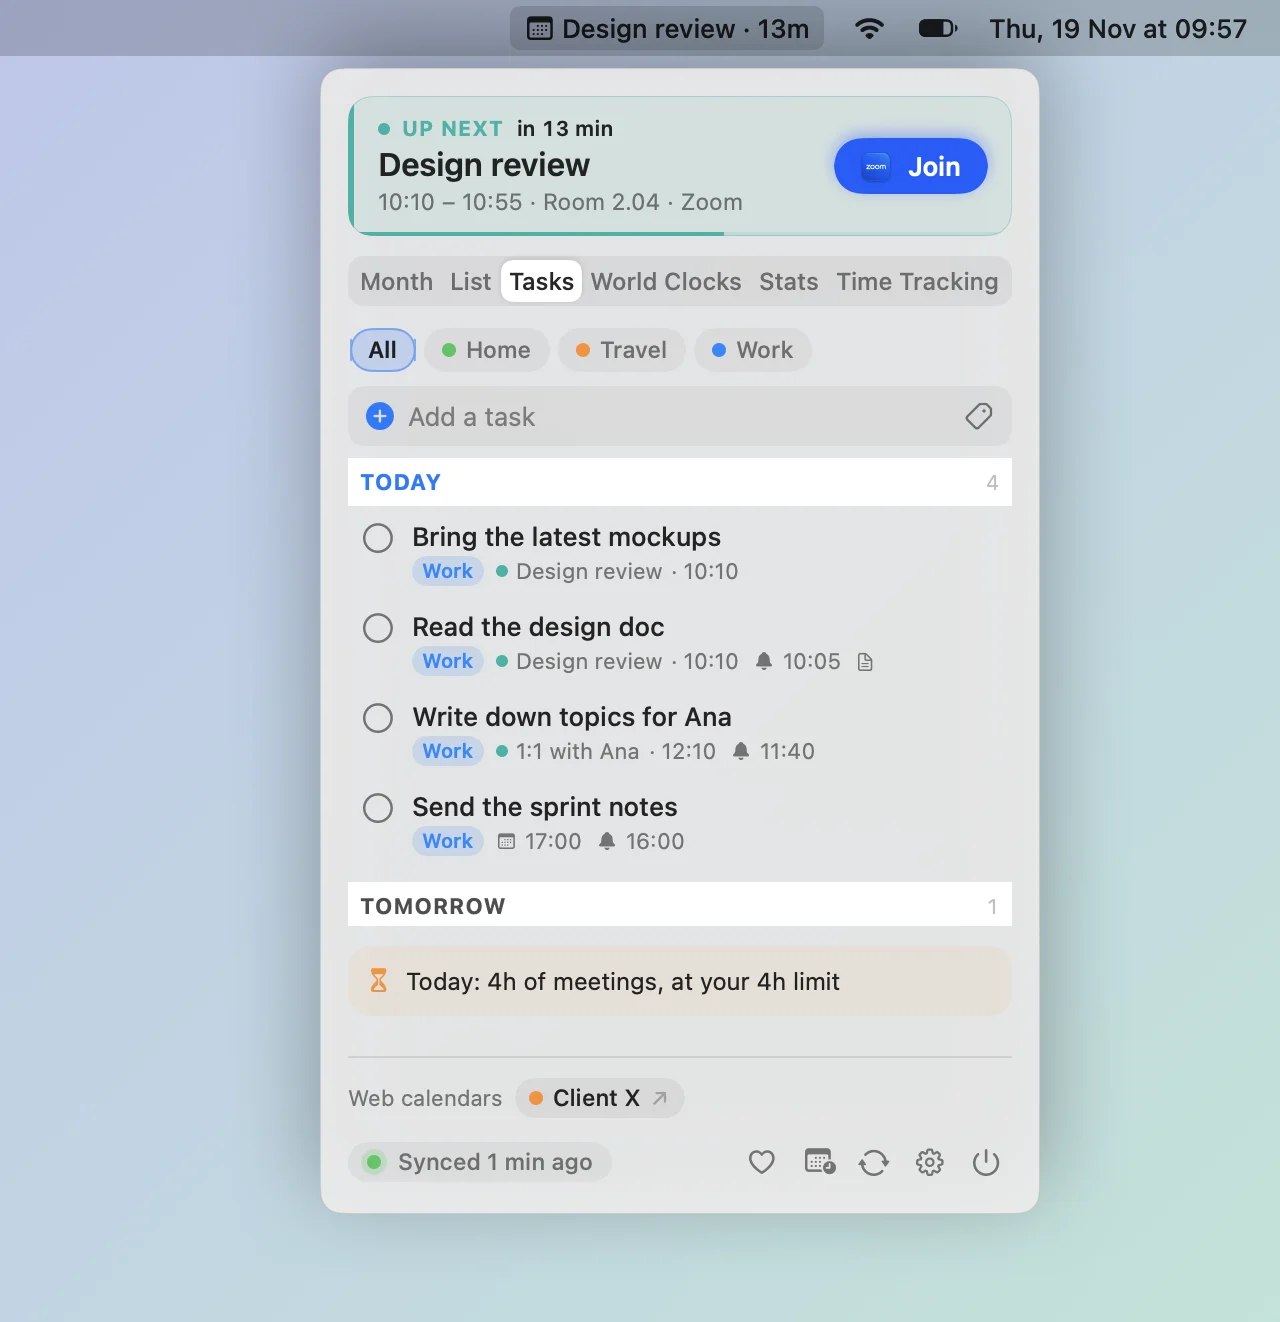 Design review · 13m
Thu, 19 Nov at 09:57
UP NEXT in 13 min
Design review
10:10 – 10:55 · Room 2.04 · Zoom
zoom Join
Month List Tasks World Clocks Stats Time Tracking
All Home Travel Work
Add a task
TODAY 4
Bring the latest mockups
Work Design review · 10:10
Read the design doc
Work Design review · 10:10 10:05
Write down topics for Ana
Work 1:1 with Ana · 12:10 11:40
Send the sprint notes
Work 17:00 16:00
TOMORROW 1
Today: 4h of meetings, at your 4h limit
Web calendars Client X
Synced 1 min ago